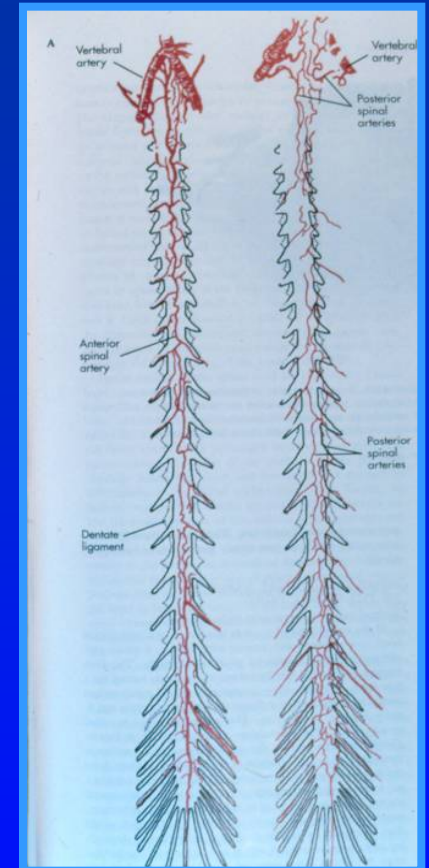 A
Vertebral
artery
Vertebral
artery
Posterior
spinal
arteries
Anterior
spinal
artery
Posterior
spinal
arteries
Dentate
ligament